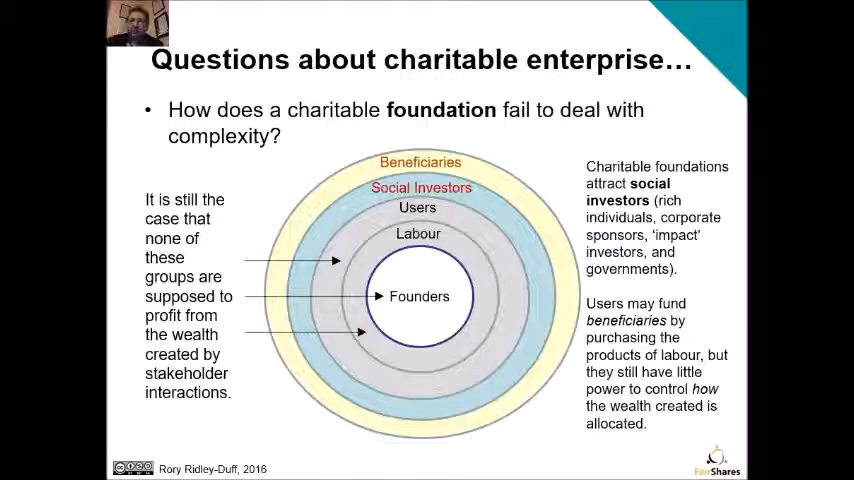 Questions about charitable enterprise…
• How does a charitable foundation fail to deal with
complexity?
It is still the
case that
none of
these
groups are
supposed to
profit from
the wealth
created by
stakeholder
interactions.
Beneficiaries
Social Investors
Users
Labour
Founders
Charitable foundations
attract social
investors (rich
individuals, corporate
sponsors, ‘impact’
investors, and
governments).
Users may fund
beneficiaries by
purchasing the
products of labour, but
they still have little
power to control how
the wealth created is
allocated.
Rory Ridley-Duff, 2016
FairShares